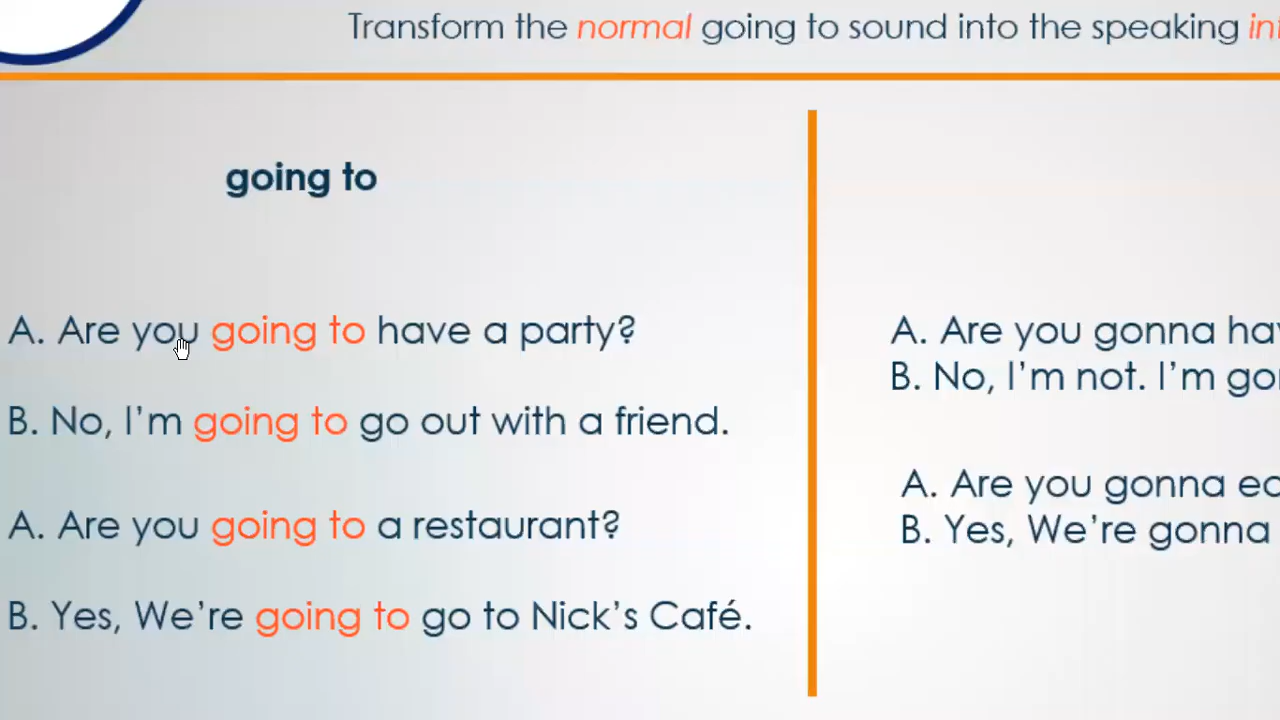 Transform the normal going to sound into the speaking
going to
A. Are you going to have a party?
B. No, I'm going to go out with a friend.
A. Are you going to a restaurant?
B. Yes, We're going to go to Nick's Café.
A. Are you gonna
B. No, I'm not. I'm
A. Are you gonna
B. Yes, We're gonna